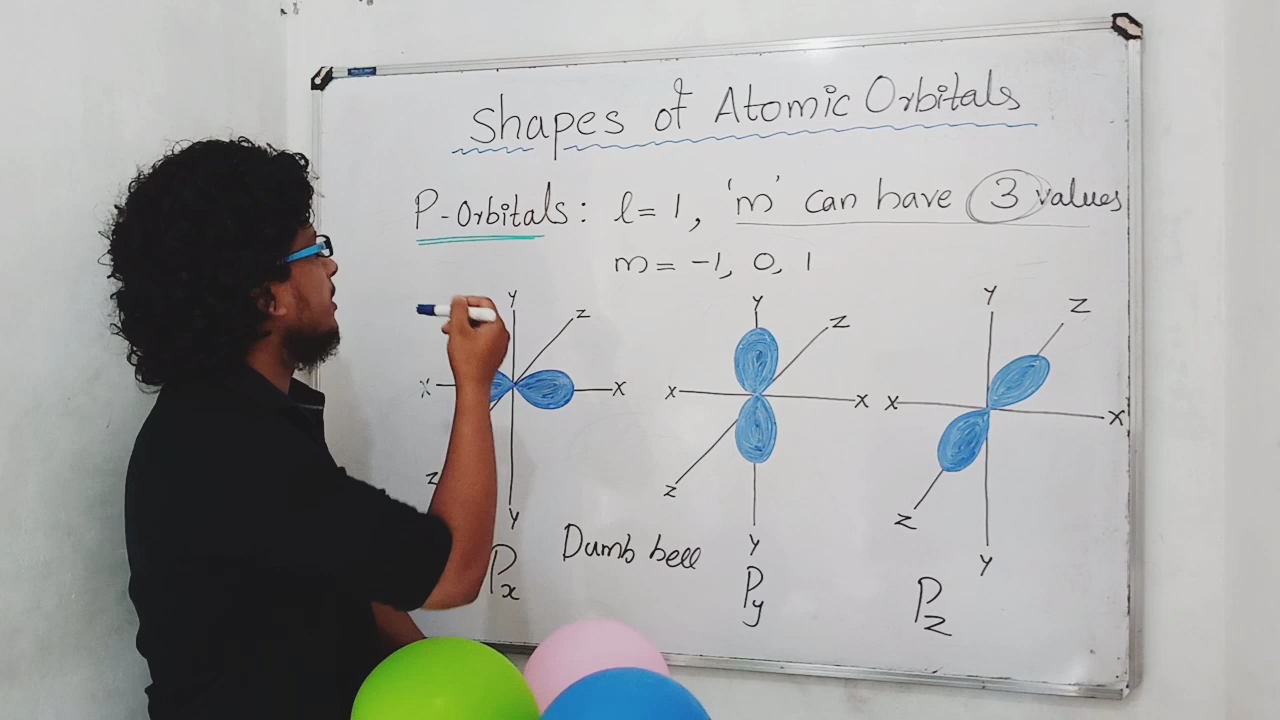 Shapes of Atomic Orbitals
P-Orbitals: l = 1, 'm' can have 3 values
m = -1, 0, 1
Y Z Y Z Y Z
X X X X X X
Z Z Z
Y Y Y
Dumb bell
Px Py Pz